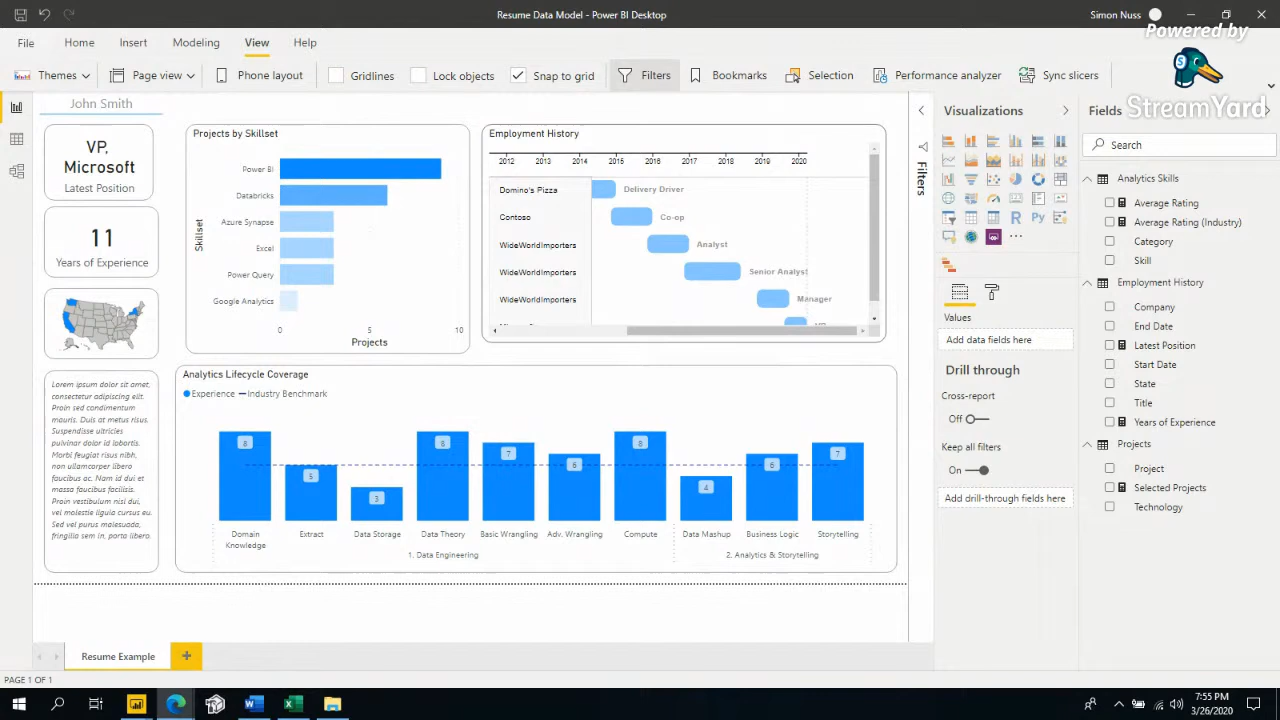 Resume Data Model - Power BI Desktop
Simon Nuss
Powered by
StreamYard
File
Home
Insert
Modeling
View
Help
Themes
Page view
Phone layout
Gridlines
Lock objects
Snap to grid
Filters
Bookmarks
Selection
Performance analyzer
Sync slicers
John Smith
VP,
Microsoft
Latest Position
11
Years of Experience
Lorem ipsum dolor sit amet,
consectetur adipiscing elit.
Proin sed condimentum
mauris. Duis at metus risus.
Suspendisse ultricies
pulvinar dolor id lobortis.
Morbi feugiat risus nibh,
non ullamcorper libero
faucibus ac. Nam id dui et
massa faucibus facilisis.
Proin vestibulum nisl dui,
vel molestie ligula cursus eu.
Sed vel purus malesuada,
fringilla sem in, porta libero.
Projects by Skillset
Skillset
Power BI
Databricks
Azure Synapse
Excel
Power Query
Google Analytics
0 5 10
Projects
Employment History
2012 2013 2014 2015 2016 2017 2018 2019 2020
Domino's Pizza Delivery Driver
Contoso Co-op
WideWorldImporters Analyst
WideWorldImporters Senior Analyst
WideWorldImporters Manager
Analytics Lifecycle Coverage
Experience Industry Benchmark
8 5 3 8 7 6 8 4 6 7
Domain Knowledge Extract Data Storage Data Theory Basic Wrangling Adv. Wrangling Compute Data Mashup Business Logic Storytelling
1. Data Engineering 2. Analytics & Storytelling
Filters
Visualizations
R Py
Values
Add data fields here
Drill through
Cross-report
Off
Keep all filters
On
Add drill-through fields here
Fields
Search
Analytics Skills
Average Rating
Average Rating (Industry)
Category
Skill
Employment History
Company
End Date
Latest Position
Start Date
State
Title
Years of Experience
Projects
Project
Selected Projects
Technology
Resume Example
PAGE 1 OF 1
7:55 PM
3/26/2020